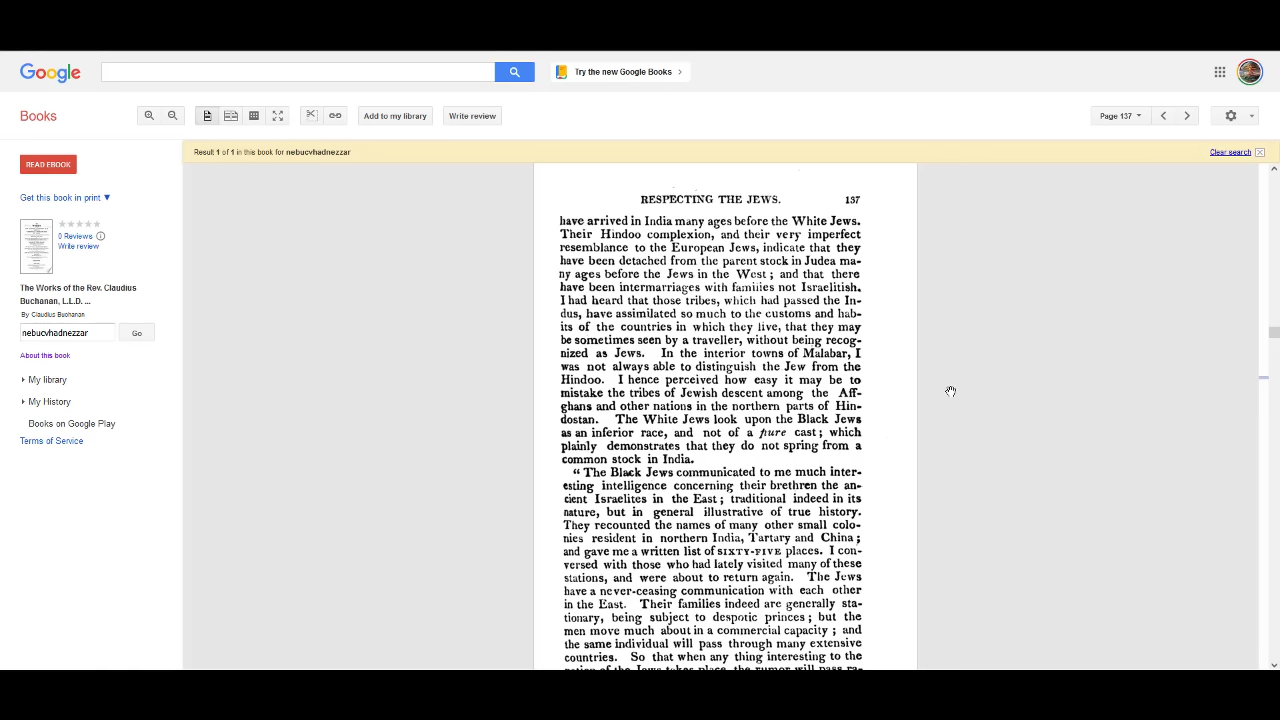 Google
Try the new Google Books
Books
Add to my library
Write review
Page 137
Result 1 of 1 in this book for nebucvhadnezzar
Clear search
READ EBOOK
Get this book in print ▼
0 Reviews
Write review
The Works of the Rev. Claudius
Buchanan, L.L.D. ...
By Claudius Buchanan
nebucvhadnezzar
Go
About this book
My library
My History
Books on Google Play
Terms of Service
RESPECTING THE JEWS. 137
have arrived in India many ages before the White Jews.
Their Hindoo complexion, and their very imperfect
resemblance to the European Jews, indicate that they
have been detached from the parent stock in Judea ma-
ny ages before the Jews in the West ; and that there
have been intermarriages with families not Israelitish.
I had heard that those tribes, which had passed the In-
dus, have assimilated so much to the customs and hab-
its of the countries in which they live, that they may
be sometimes seen by a traveller, without being recog-
nized as Jews. In the interior towns of Malabar, I
was not always able to distinguish the Jew from the
Hindoo. I hence perceived how easy it may be to
mistake the tribes of Jewish descent among the Aff-
ghans and other nations in the northern parts of Hin-
dostan. The White Jews look upon the Black Jews
as an inferior race, and not of a pure cast ; which
plainly demonstrates that they do not spring from a
common stock in India.
“ The Black Jews communicated to me much inter-
esting intelligence concerning their brethren the an-
cient Israelites in the East ; traditional indeed in its
nature, but in general illustrative of true history.
They recounted the names of many other small colo-
nies resident in northern India, Tartary and China ;
and gave me a written list of SIXTY-FIVE places. I con-
versed with those who had lately visited many of these
stations, and were about to return again. The Jews
have a never-ceasing communication with each other
in the East. Their families indeed are generally sta-
tionary, being subject to despotic princes ; but the
men move much about in a commercial capacity ; and
the same individual will pass through many extensive
countries. So that when any thing interesting to the
nation of the Jews takes place, the rumor will pass ra-